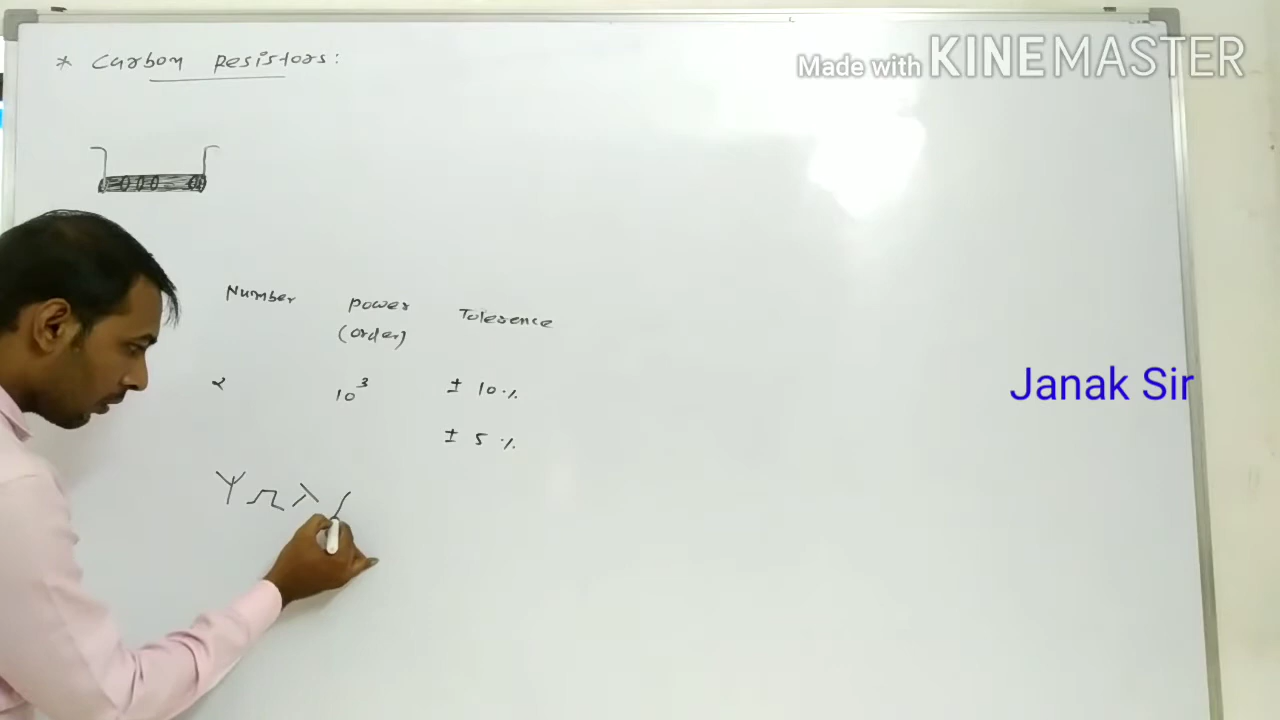 * Carbon Resistors:
Made with KINEMASTER
Number Power Tolerence
(order)
2 10³ ± 10 %
± 5 %
Janak Sir